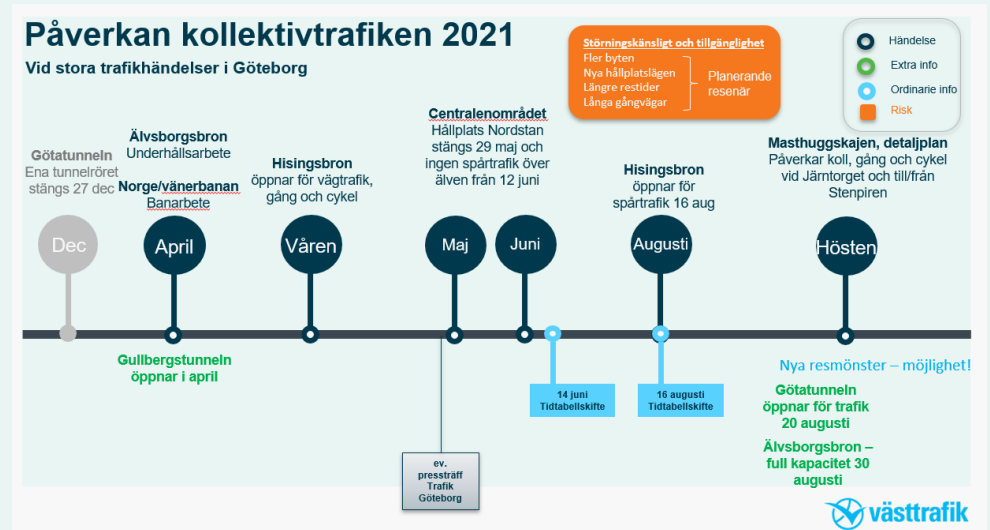 Påverkan kollektivtrafiken 2021
Vid stora trafikhändelser i Göteborg
Störningskänsligt och tillgänglighet
Fler byten
Nya hållplatslägen
Längre restider
Långa gångvägar
Planerande
resenär
Händelse
Extra info
Ordinarie info
Risk
Götatunneln
Ena tunnelröret
stängs 27 dec
Älvsborgsbron
Underhållsarbete
Norge/vänerbanan
Banarbete
Hisingsbron
öppnar för vägtrafik,
gång och cykel
Centralenområdet
Hållplats Nordstan
stängs 29 maj och
ingen spårtrafik över
älven från 12 juni
Hisingsbron
öppnar för
spårtrafik 16 aug
Masthuggskajen, detaljplan
Påverkar koll, gång och cykel
vid Järntorget och till/från
Stenpiren
Dec
April
Våren
Maj
Juni
Augusti
Hösten
Gullbergstunneln
öppnar i april
14 juni
Tidtabellskifte
16 augusti
Tidtabellskifte
Nya resmönster – möjlighet!
Götatunneln
öppnar för trafik
20 augusti
Älvsborgsbron –
full kapacitet 30
augusti
ev.
pressträff
Trafik
Göteborg
västtrafik